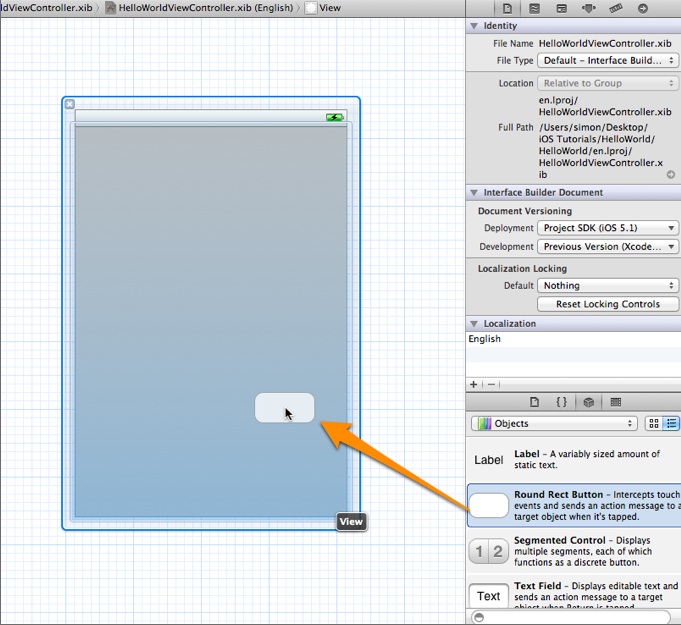 ldViewController.xib
HelloWorldViewController.xib (English)
View
Identity
File Name HelloWorldViewController.xib
File Type Default - Interface Build...
Location Relative to Group
en.lproj/
HelloWorldViewController.xib
Full Path /Users/simon/Desktop/
iOS Tutorials/HelloWorld/
HelloWorld/en.lproj/
HelloWorldViewController.x
ib
Interface Builder Document
Document Versioning
Deployment Project SDK (iOS 5.1)
Development Previous Version (Xcode...
Localization Locking
Default Nothing
Reset Locking Controls
Localization
English
Objects
Label
Label - A variably sized amount of
static text.
Round Rect Button - Intercepts touch
events and sends an action message to a
target object when it's tapped.
1 2
Segmented Control - Displays
multiple segments, each of which
functions as a discrete button.
Text
Text Field - Displays editable text and
sends an action message to a target
object when Return is tapped
View